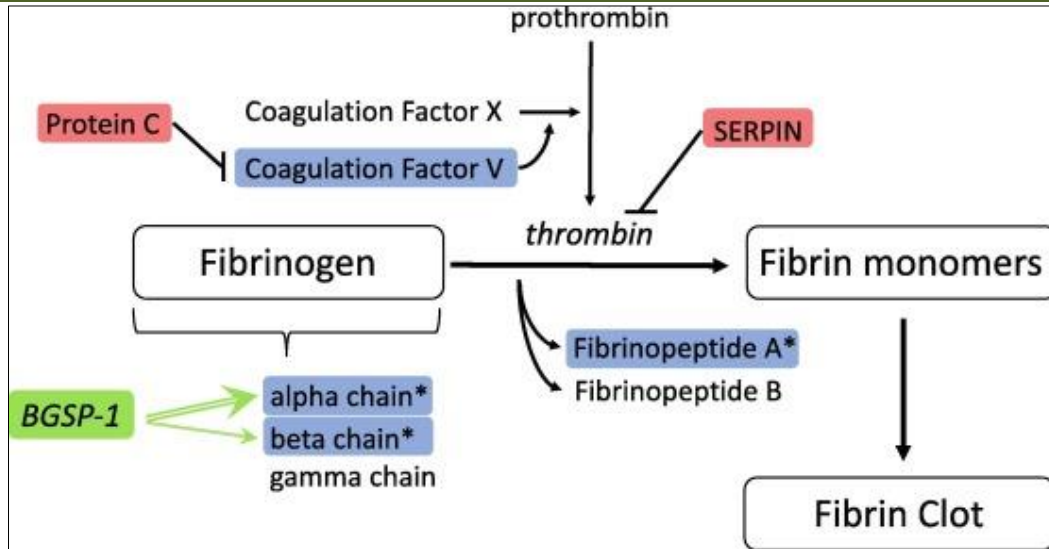 prothrombin
Coagulation Factor X
Protein C
SERPIN
Coagulation Factor V
thrombin
Fibrinogen
Fibrin monomers
Fibrinopeptide A*
Fibrinopeptide B
BGSP-1
alpha chain*
beta chain*
gamma chain
Fibrin Clot